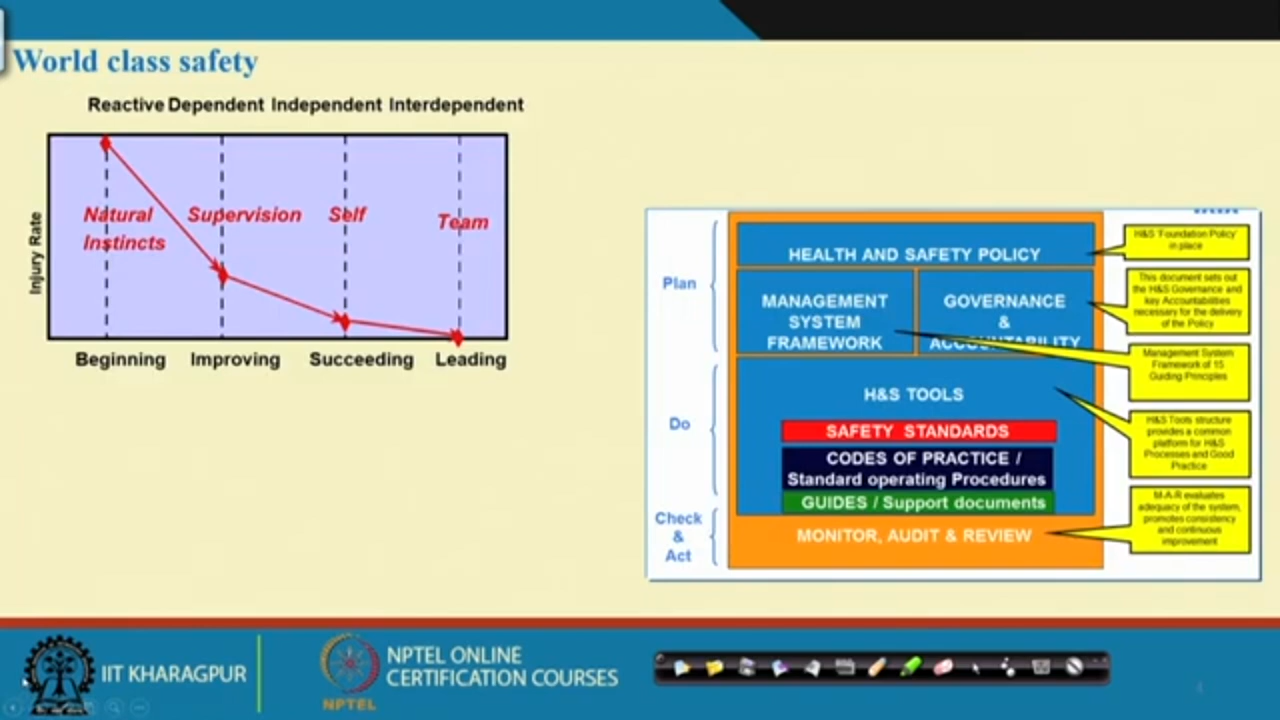 World class safety
Reactive Dependent Independent Interdependent
Injury Rate
Natural
Instincts
Supervision
Self
Team
Beginning Improving Succeeding Leading
Plan
Do
Check
&
Act
HEALTH AND SAFETY POLICY
MANAGEMENT
SYSTEM
FRAMEWORK
GOVERNANCE
&
ACCOUNTABILITY
H&S TOOLS
SAFETY STANDARDS
CODES OF PRACTICE /
Standard operating Procedures
GUIDES / Support documents
MONITOR, AUDIT & REVIEW
H&S 'Foundation Policy'
in place
This document sets out
the H&S Governance and
key Accountabilities
necessary for the delivery
of the Policy
Management System
Framework of 15
Guiding Principles
H&S Tools structure
provides a common
platform for H&S
Processes and Good
Practice
M-A-R evaluates
adequacy of the system,
promotes consistency
and continuous
improvement
IIT KHARAGPUR
NPTEL
NPTEL ONLINE
CERTIFICATION COURSES